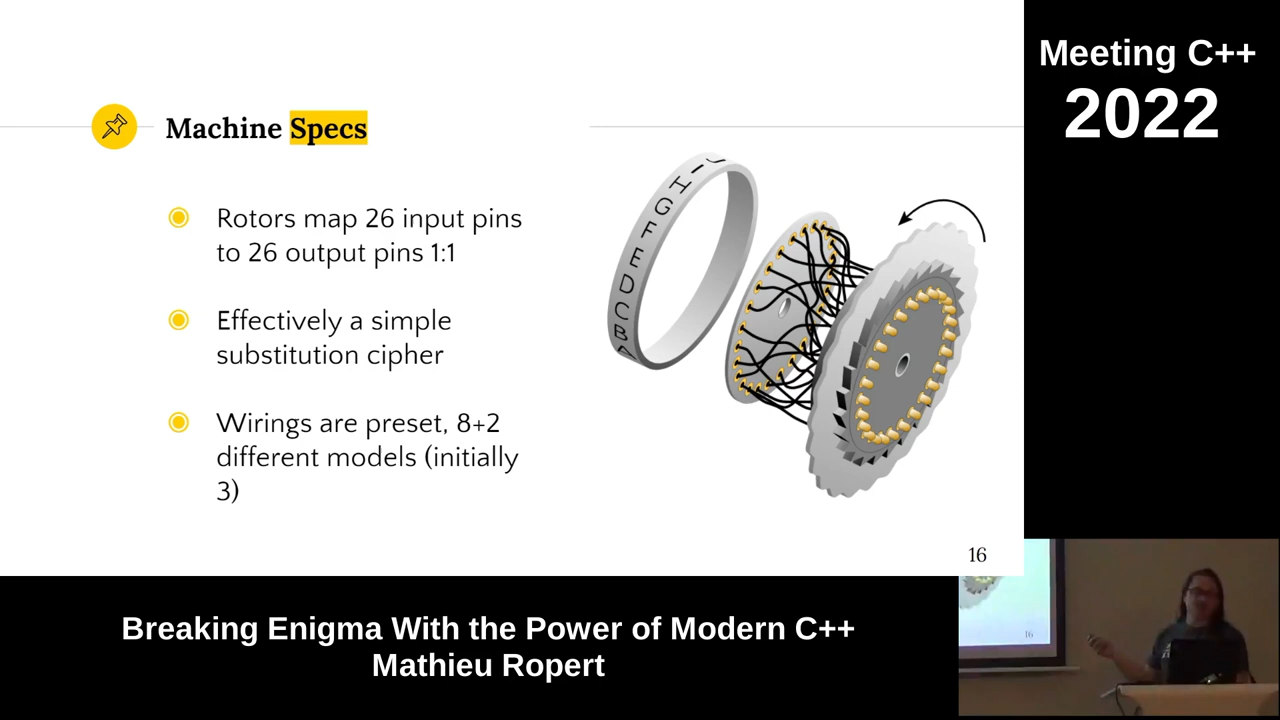 Machine Specs
Rotors map 26 input pins
to 26 output pins 1:1
Effectively a simple
substitution cipher
Wirings are preset, 8+2
different models (initially
3)
J
I
H
G
F
E
D
C
B
A
16
Meeting C++
2022
Breaking Enigma With the Power of Modern C++
Mathieu Ropert
16